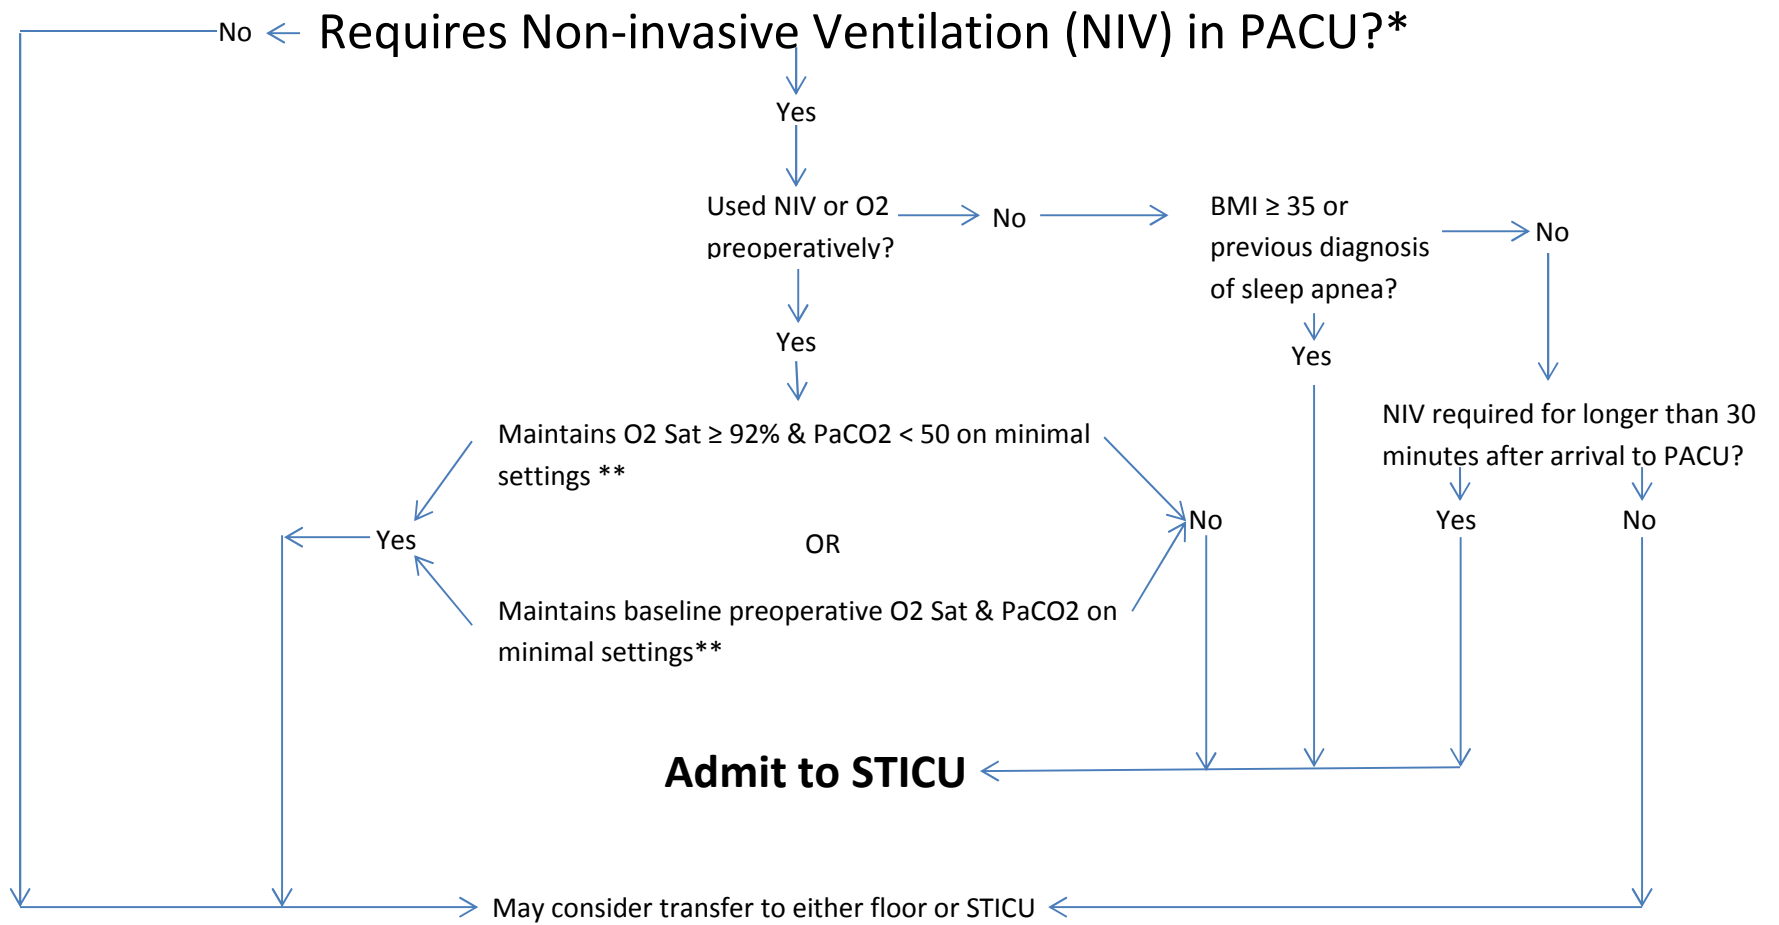 No
Requires Non-invasive Ventilation (NIV) in PACU?*
Yes
Used NIV or O2
preoperatively?
No
BMI ≥ 35 or
previous diagnosis
of sleep apnea?
No
Yes
Yes
Maintains O2 Sat ≥ 92% & PaCO2 < 50 on minimal
settings **
NIV required for longer than 30
minutes after arrival to PACU?
Yes
OR
No
Yes
No
Maintains baseline preoperative O2 Sat & PaCO2 on
minimal settings**
Admit to STICU
May consider transfer to either floor or STICU